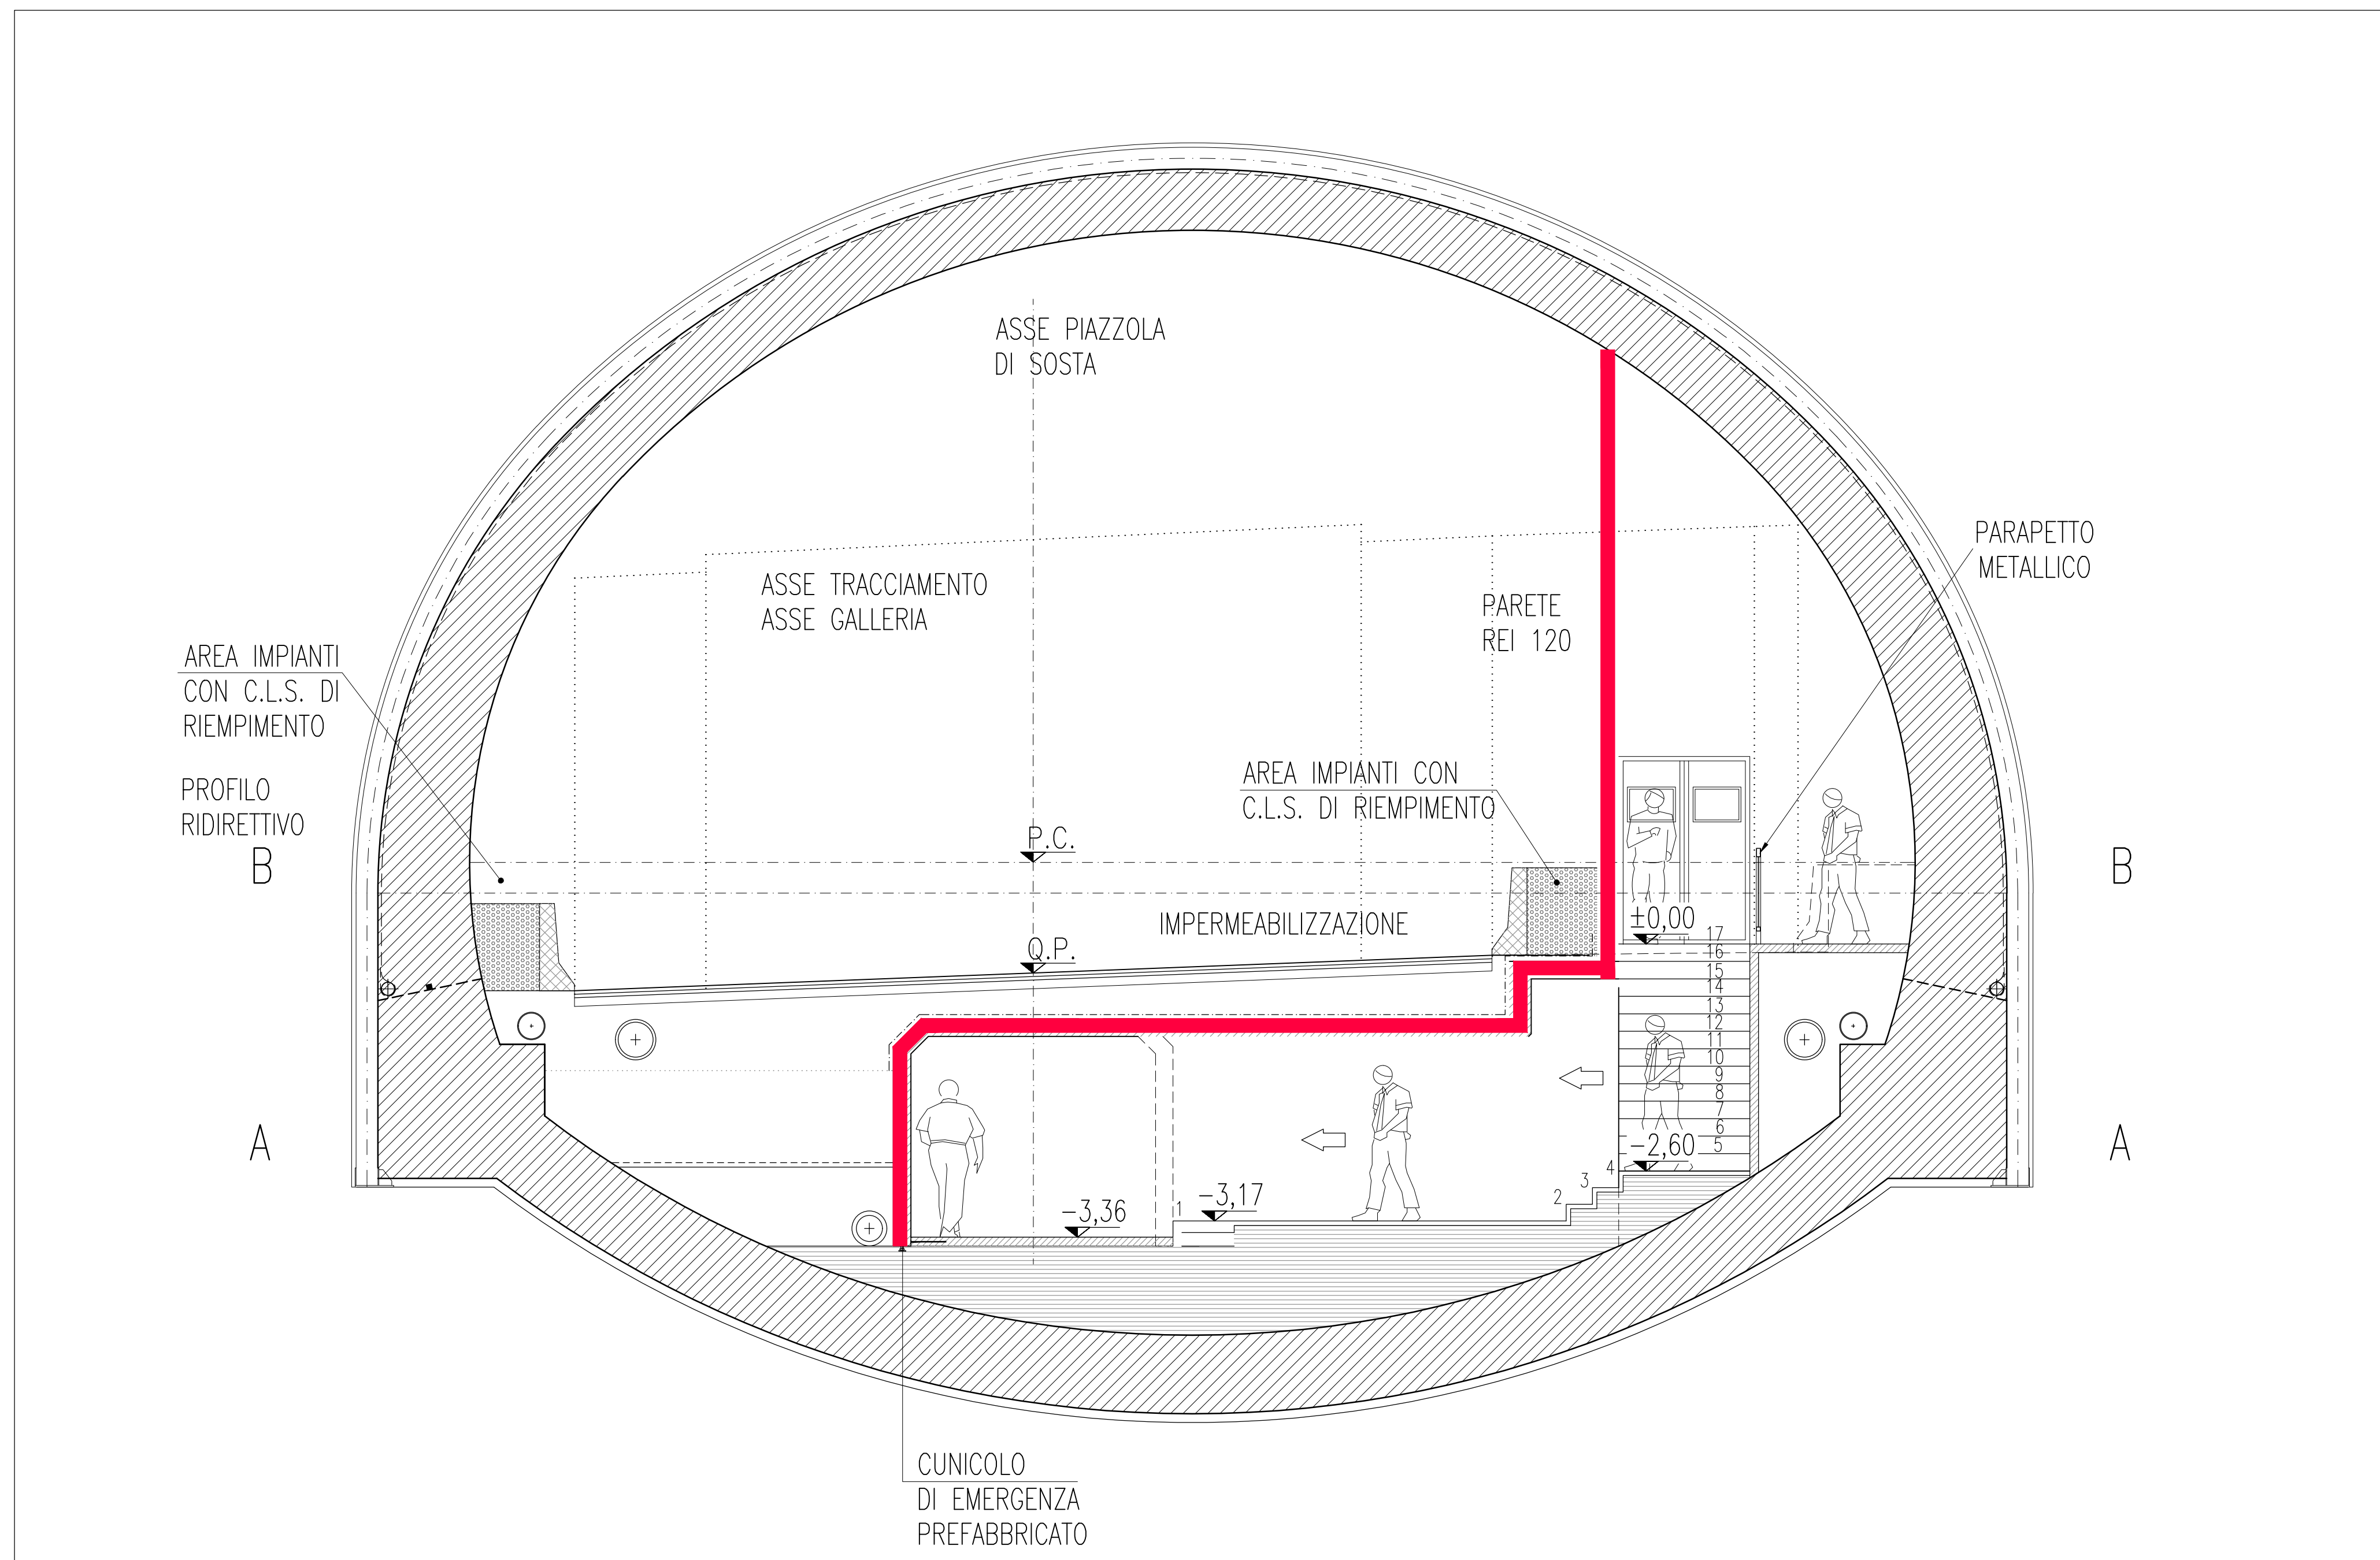 ASSE PIAZZOLA
DI SOSTA
PARAPETTO
METALLICO
ASSE TRACCIAMENTO
ASSE GALLERIA
PARETE
REI 120
AREA IMPIANTI
CON C.L.S. DI
RIEMPIMENTO
PROFILO
RIDIRETTIVO
AREA IMPIANTI CON
C.L.S. DI RIEMPIMENTO
P.C.
B
B
IMPERMEABILIZZAZIONE
Q.P.
±0,00
17
16
15
14
13
12
11
10
9
8
7
6
5
-2,60
4
3
2
1
-3,17
-3,36
A
A
CUNICOLO
DI EMERGENZA
PREFABBRICATO